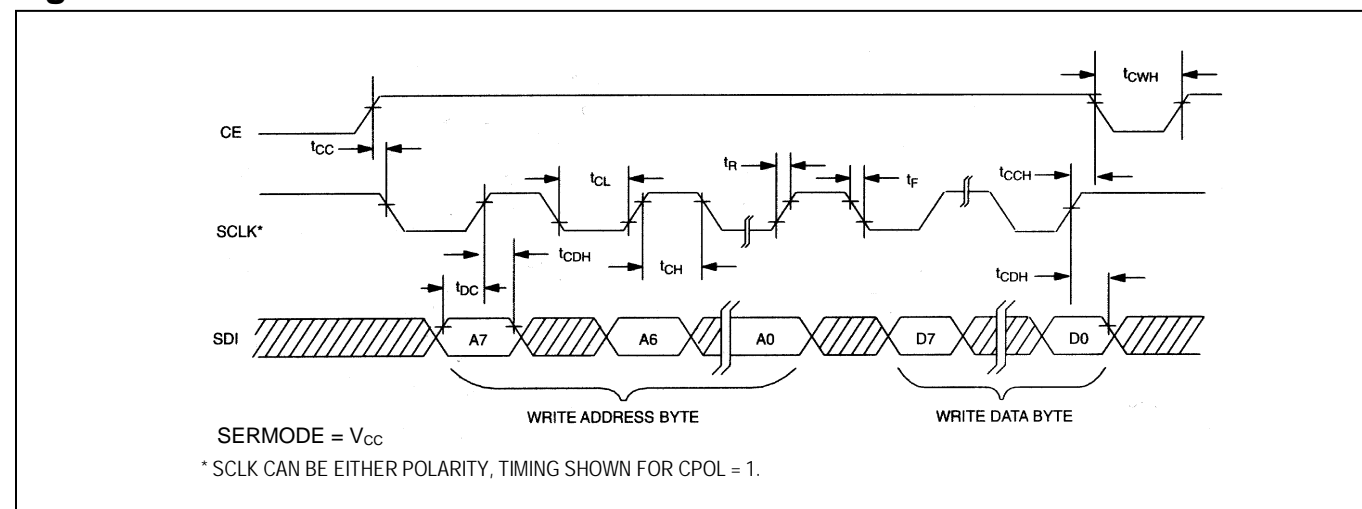 tCWH
CE
tCC
tCL
tR
tF
tCCH
SCLK*
tCDH
tCH
tCDH
tDC
SDI
A7
A6
A0
D7
D0
WRITE ADDRESS BYTE
WRITE DATA BYTE
SERMODE = VCC
* SCLK CAN BE EITHER POLARITY, TIMING SHOWN FOR CPOL = 1.